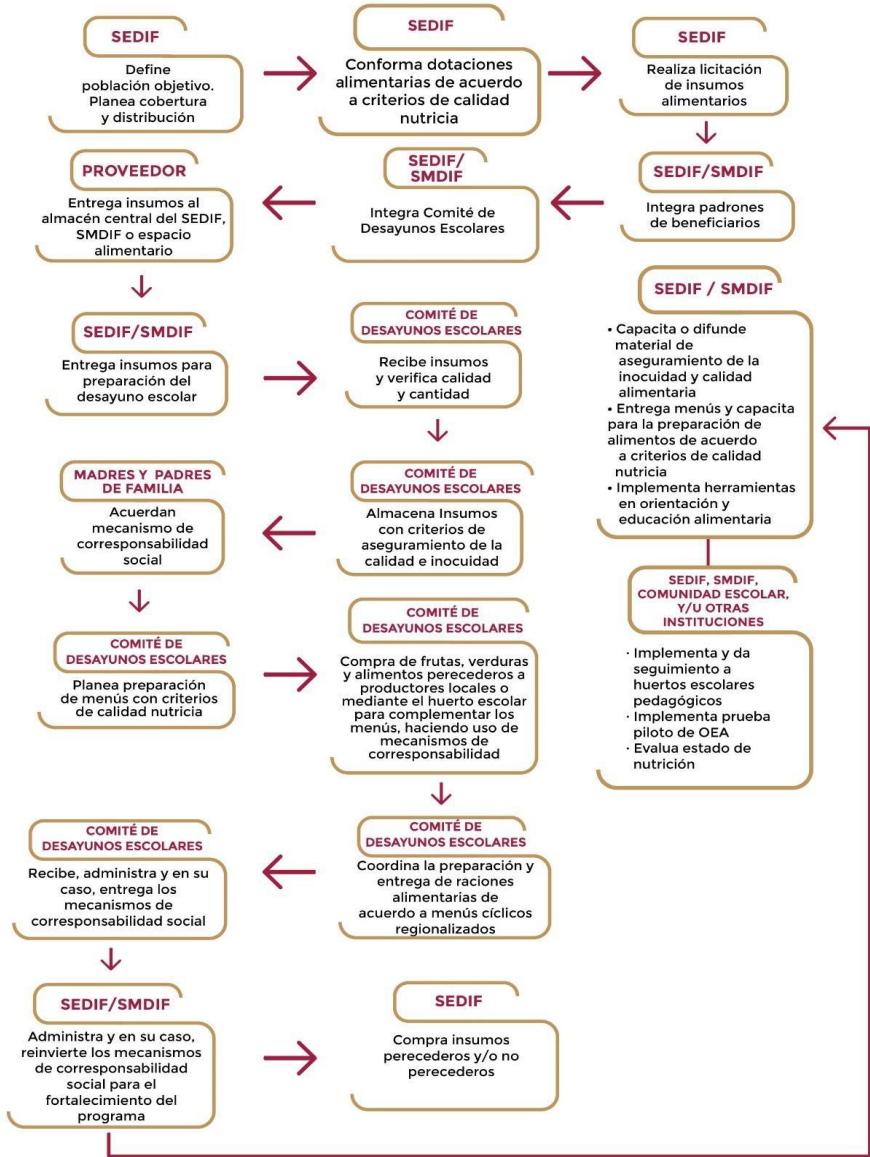 SEDIF
Define
población objetivo.
Planea cobertura
y distribución
SEDIF
Conforma dotaciones
alimentarias de acuerdo
a criterios de calidad
nutricia
SEDIF
Realiza licitación
de insumos
alimentarios
SEDIF/SMDIF
Integra padrones
de beneficiarios
SEDIF/
SMDIF
Integra Comité de
Desayunos Escolares
PROVEEDOR
Entrega insumos al
almacén central del SEDIF,
SMDIF o espacio
alimentario
SEDIF/SMDIF
Entrega insumos para
preparación del
desayuno escolar
COMITÉ DE
DESAYUNOS ESCOLARES
Recibe insumos
y verifica calidad
y cantidad
COMITÉ DE
DESAYUNOS ESCOLARES
Almacena Insumos
con criterios de
aseguramiento de la
calidad e inocuidad
MADRES Y PADRES
DE FAMILIA
Acuerdan
mecanismo de
corresponsabilidad
social
COMITÉ DE
DESAYUNOS ESCOLARES
Planea preparación
de menús con criterios
de calidad nutricia
COMITÉ DE
DESAYUNOS ESCOLARES
Compra de frutas, verduras
y alimentos perecederos a
productores locales o
mediante el huerto escolar
para complementar los
menús, haciendo uso de
mecanismos de
corresponsabilidad
COMITÉ DE
DESAYUNOS ESCOLARES
Coordina la preparación y
entrega de raciones
alimentarias de
acuerdo a menús cíclicos
regionalizados
COMITÉ DE
DESAYUNOS ESCOLARES
Recibe, administra y en su
caso, entrega los
mecanismos de
corresponsabilidad social
SEDIF/SMDIF
Administra y en su caso,
reinvierte los mecanismos
de corresponsabilidad
social para el
fortalecimiento del
programa
SEDIF
Compra insumos
perecederos y/o no
perecederos
SEDIF / SMDIF
• Capacita o difunde
material de
aseguramiento de la
inocuidad y calidad
alimentaria
• Entrega menús y capacita
para la preparación de
alimentos de acuerdo
a criterios de calidad
nutricia
• Implementa herramientas
en orientación y
educación alimentaria
SEDIF, SMDIF,
COMUNIDAD ESCOLAR,
Y/U OTRAS
INSTITUCIONES
· Implementa y da
seguimiento a
huertos escolares
pedagógicos
· Implementa prueba
piloto de OEA
· Evalua estado de
nutrición